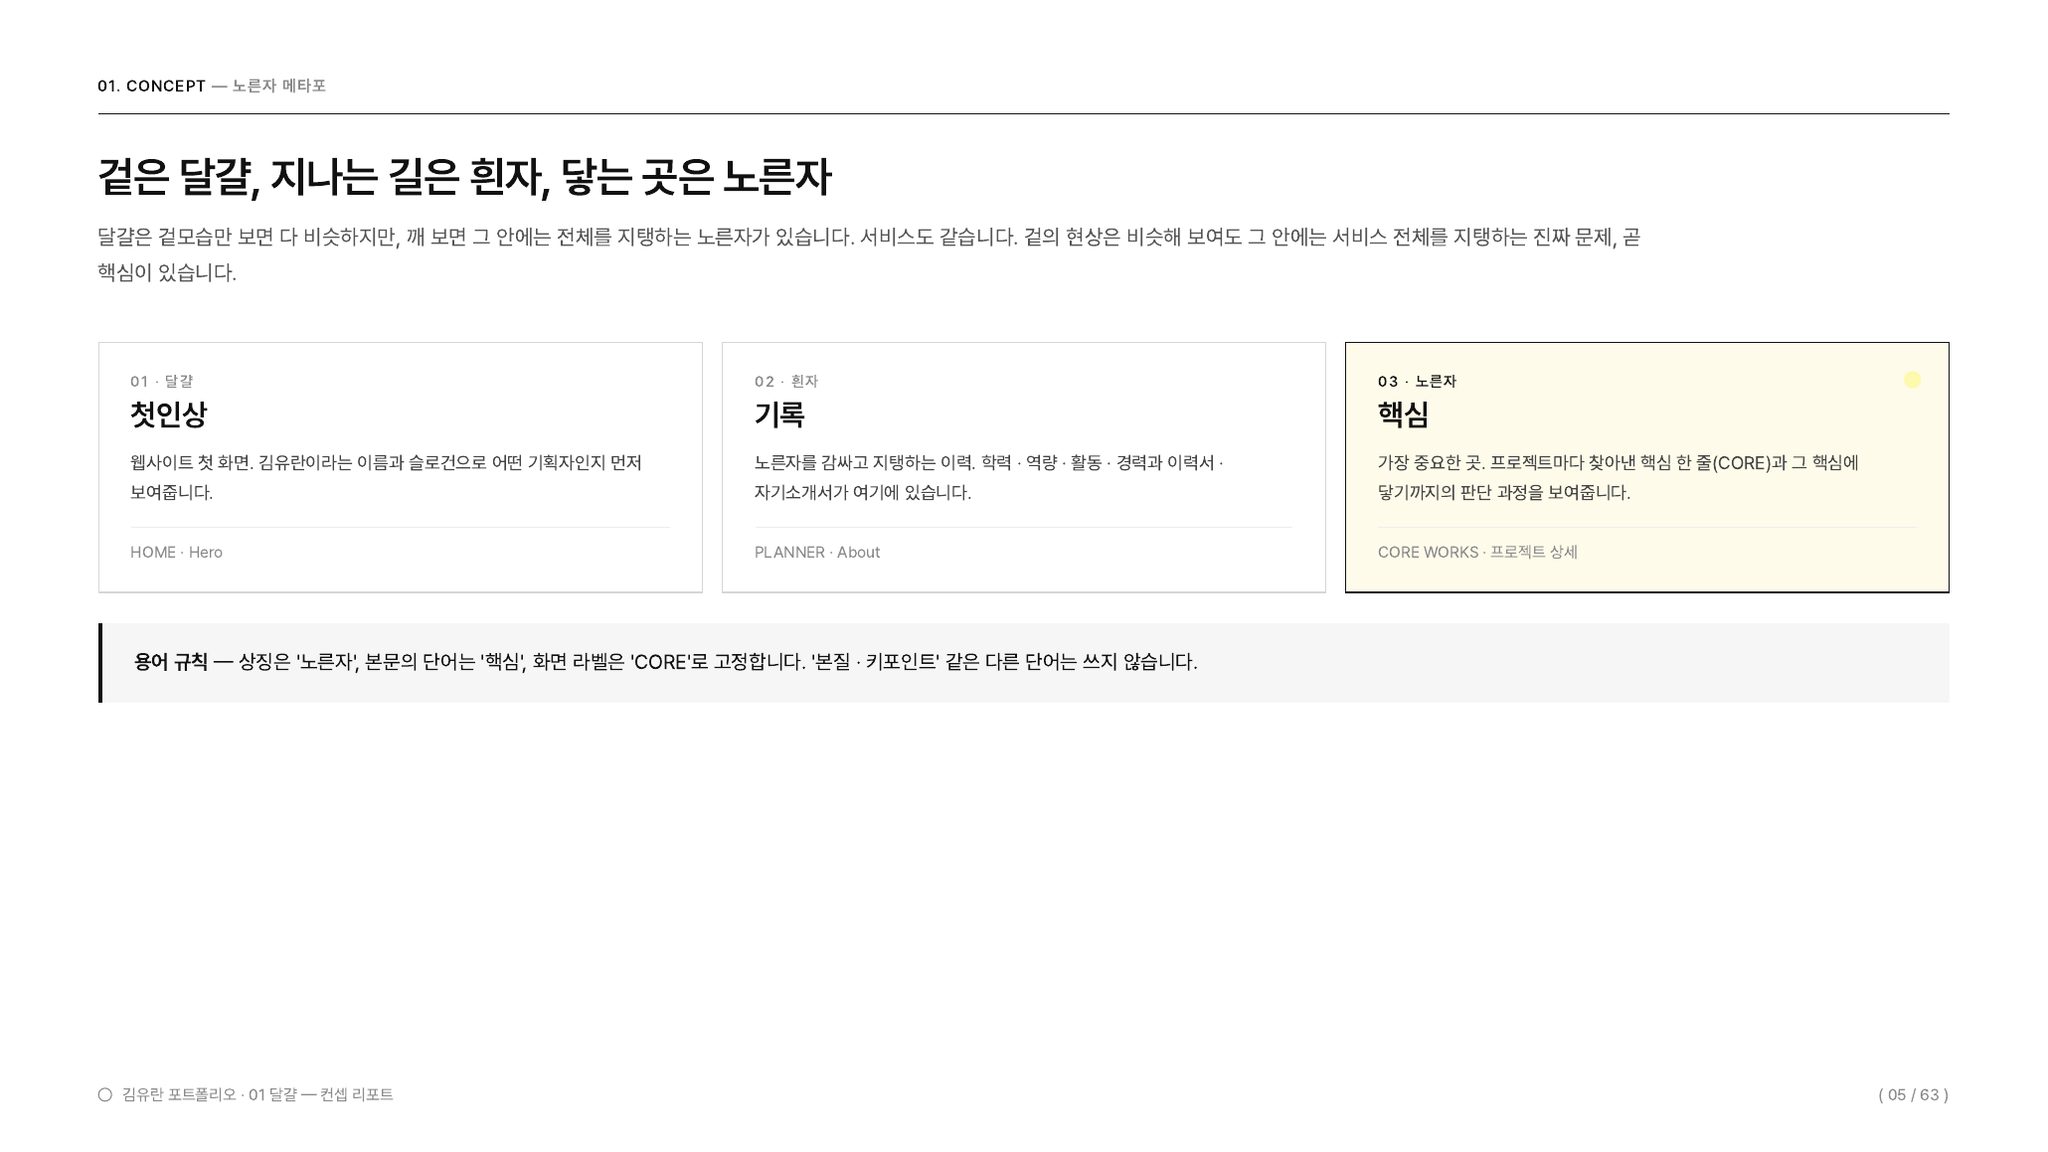 01. CONCEPT — 노른자 메타포
겉은 달걀, 지나는 길은 흰자, 닿는 곳은 노른자
달걀은 겉모습만 보면 다 비슷하지만, 깨 보면 그 안에는 전체를 지탱하는 노른자가 있습니다. 서비스도 같습니다. 겉의 현상은 비슷해 보여도 그 안에는 서비스 전체를 지탱하는 진짜 문제, 곧
핵심이 있습니다.
01 · 달걀
첫인상
웹사이트 첫 화면. 김유란이라는 이름과 슬로건으로 어떤 기획자인지 먼저
보여줍니다.
HOME · Hero
02 · 흰자
기록
노른자를 감싸고 지탱하는 이력. 학력 · 역량 · 활동 · 경력과 이력서 ·
자기소개서가 여기에 있습니다.
PLANNER · About
03 · 노른자
핵심
가장 중요한 곳. 프로젝트마다 찾아낸 핵심 한 줄(CORE)과 그 핵심에
닿기까지의 판단 과정을 보여줍니다.
CORE WORKS · 프로젝트 상세
용어 규칙 — 상징은 '노른자', 본문의 단어는 '핵심', 화면 라벨은 'CORE'로 고정합니다. '본질 · 키포인트' 같은 다른 단어는 쓰지 않습니다.
김유란 포트폴리오 · 01 달걀 — 컨셉 리포트
( 05 / 63 )